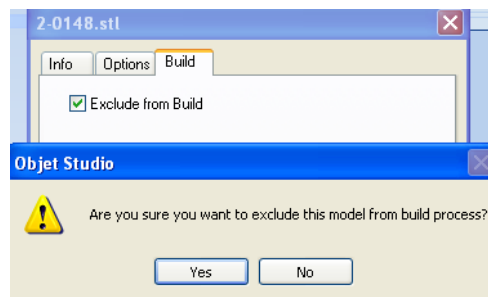 2-0148.stl
Info Options Build
Exclude from Build
Objet Studio
Are you sure you want to exclude this model from build process?
Yes No